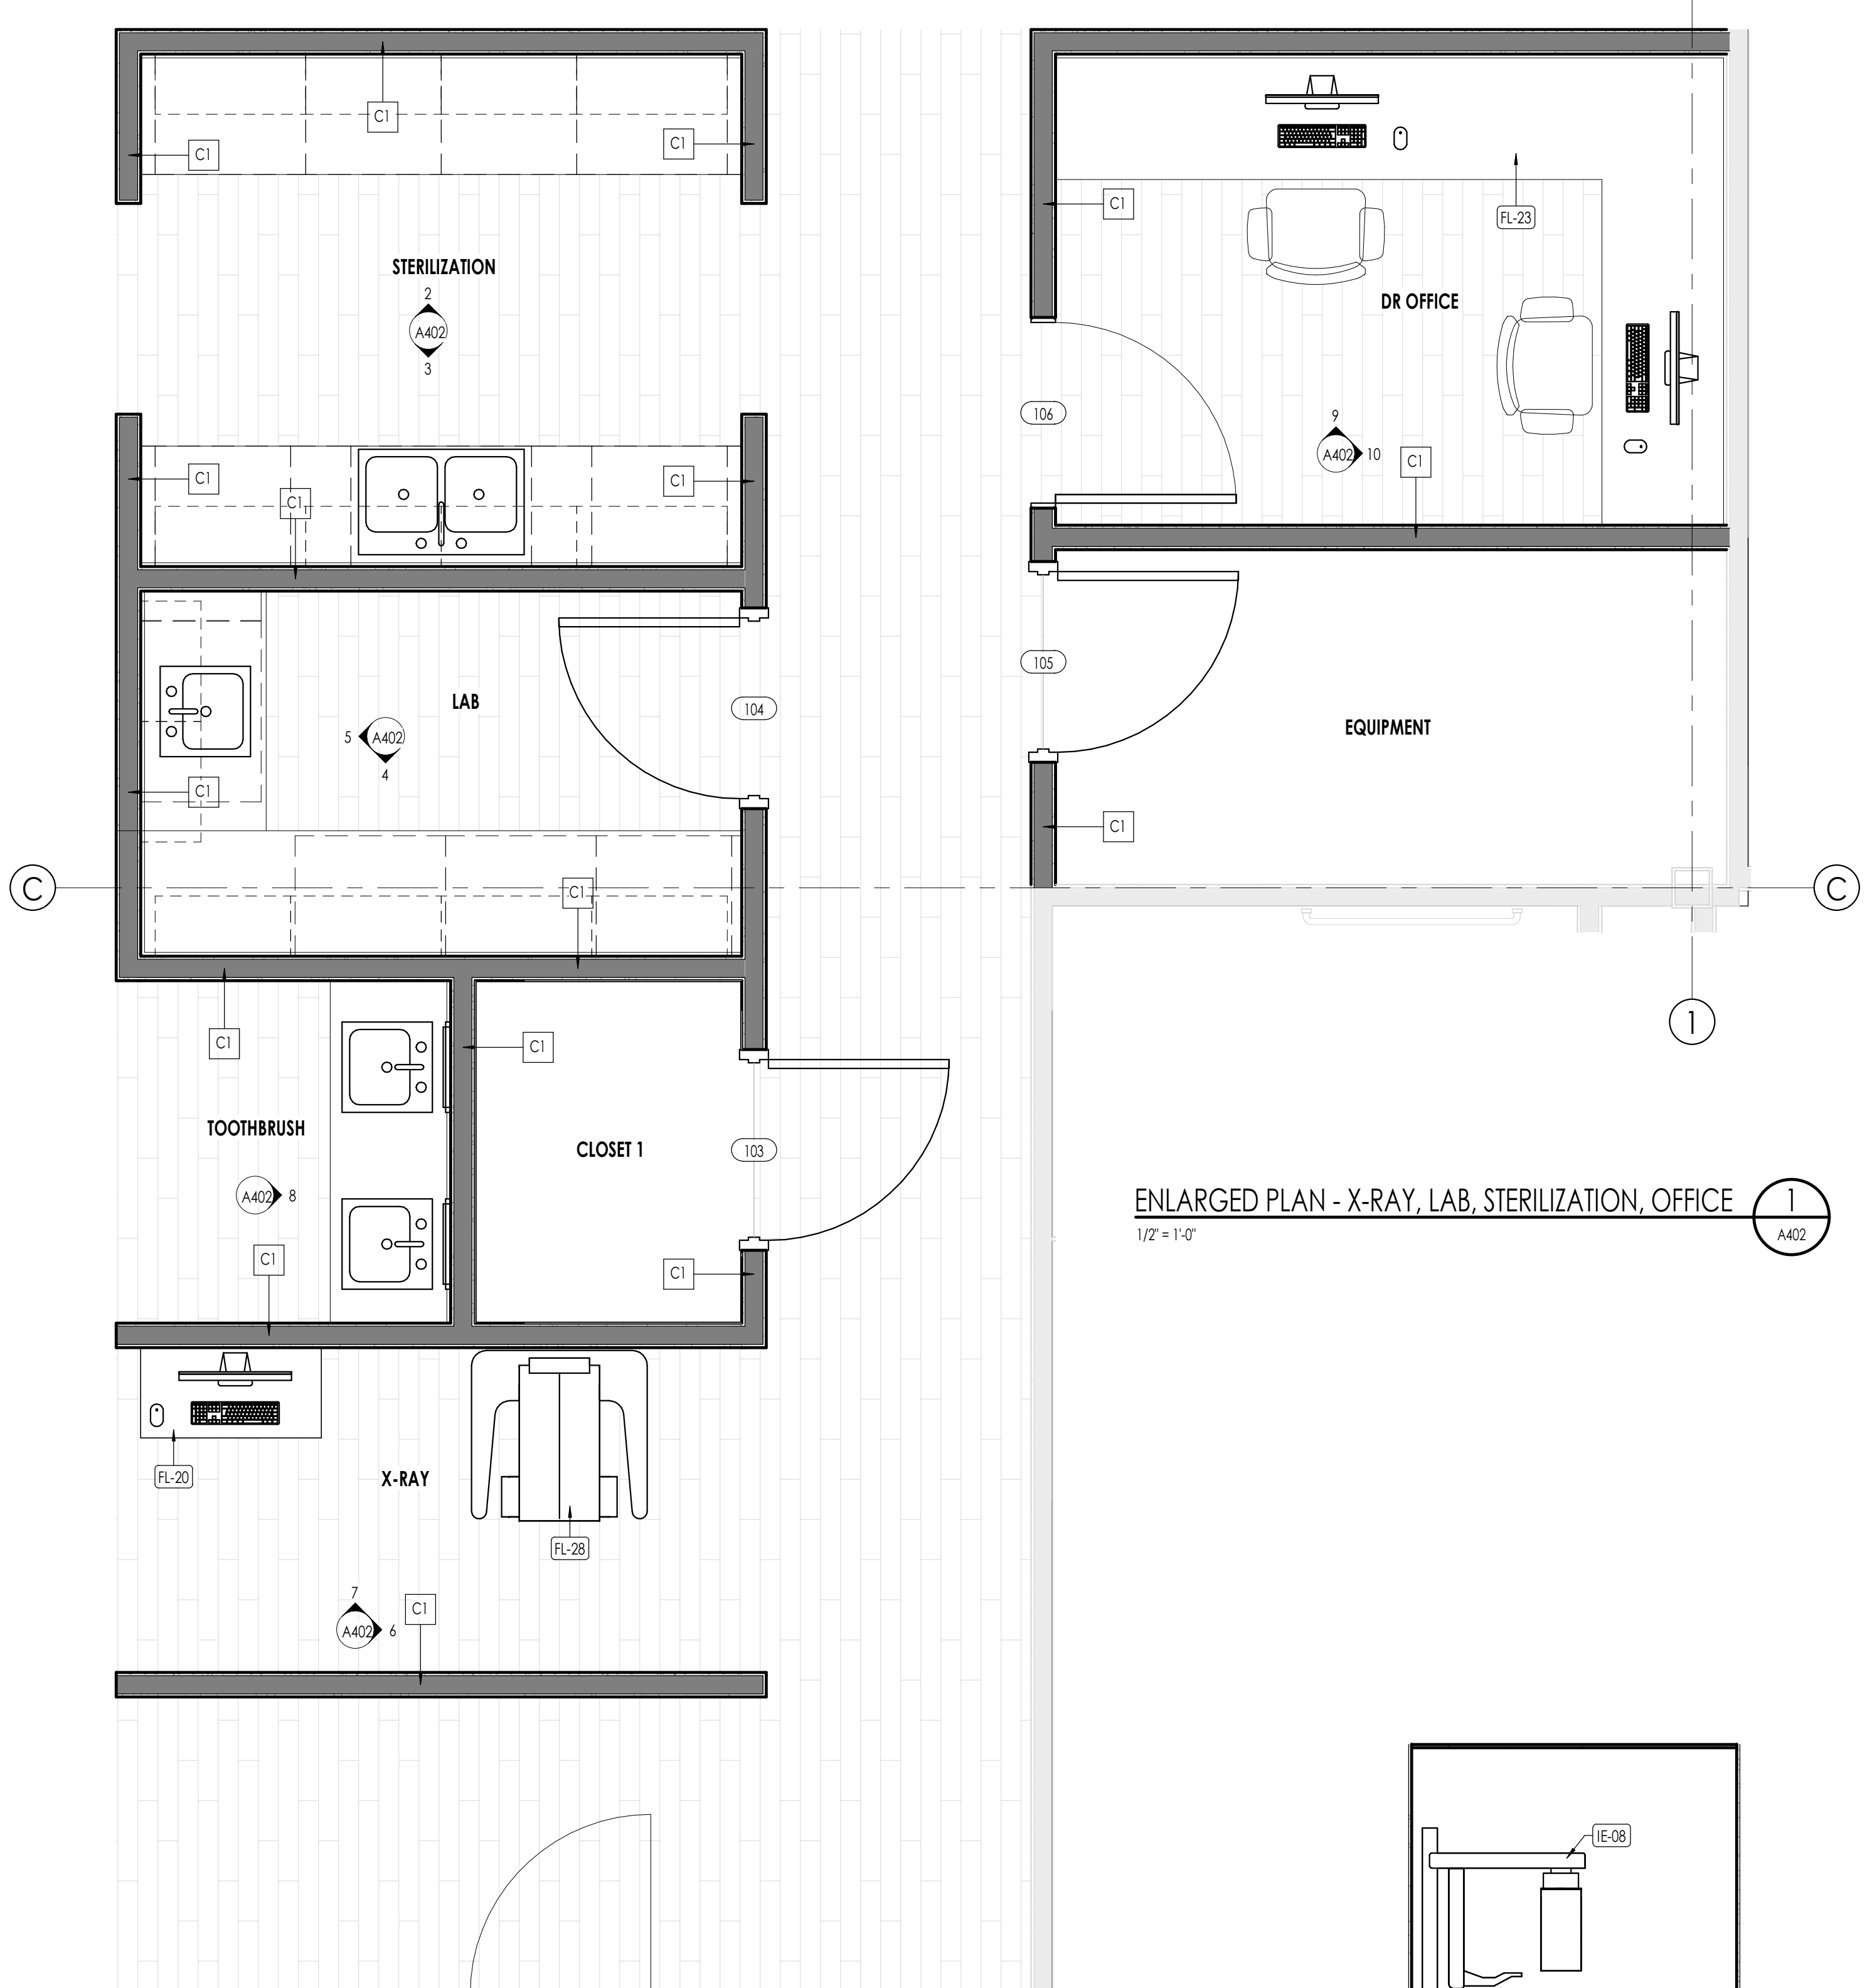 C1
C1
C1
C1
FL-23
STERILIZATION
2
A402
3
DR OFFICE
106
9
A402
10
C1
C1
C1
C1
105
LAB
104
5
A402
4
EQUIPMENT
C1
C1
C
C1
C
1
C1
C1
TOOTHBRUSH
CLOSET 1
103
A402
8
ENLARGED PLAN - X-RAY, LAB, STERILIZATION, OFFICE
1
1/2" = 1'-0"
A402
C1
C1
FL-20
X-RAY
FL-28
7
A402
6
C1
IE-08